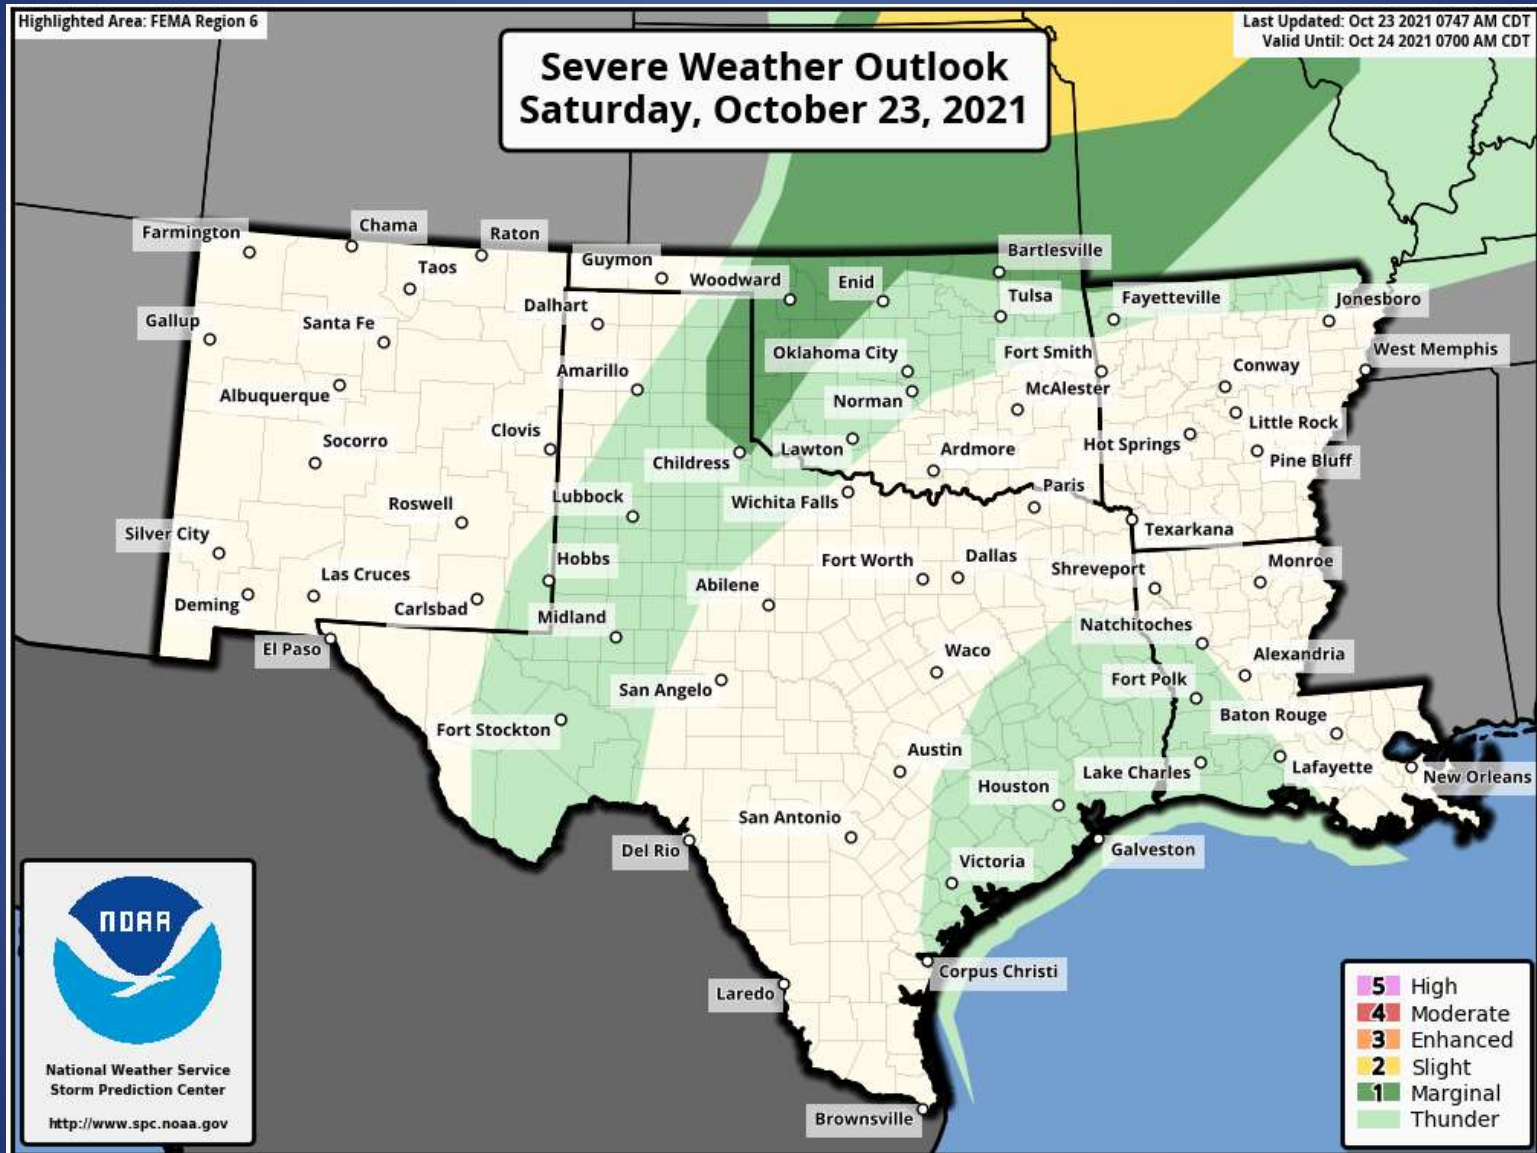 Highlighted Area: FEMA Region 6
Last Updated: Oct 23 2021 0747 AM CDT
Valid Until: Oct 24 2021 0700 AM CDT
Severe Weather Outlook
Saturday, October 23, 2021
Farmington
Chama
Raton
Guymon
Bartlesville
Taos
Woodward
Enid
Tulsa
Fayetteville
Jonesboro
Dalhart
Gallup
Santa Fe
Oklahoma City
Fort Smith
West Memphis
Amarillo
Conway
Albuquerque
Norman
McAlester
Little Rock
Socorro
Clovis
Childress
Lawton
Ardmore
Hot Springs
Pine Bluff
Roswell
Lubbock
Wichita Falls
Paris
Texarkana
Silver City
Hobbs
Fort Worth
Dallas
Shreveport
Monroe
Las Cruces
Abilene
Deming
Carlsbad
Midland
Natchitoches
El Paso
Waco
Alexandria
San Angelo
Fort Polk
Fort Stockton
Baton Rouge
Austin
Lake Charles
Lafayette
New Orleans
Houston
San Antonio
Del Rio
Galveston
Victoria
Corpus Christi
Laredo
Brownsville
NOAA
National Weather Service
Storm Prediction Center
http://www.spc.noaa.gov
5 High
4 Moderate
3 Enhanced
2 Slight
1 Marginal
Thunder